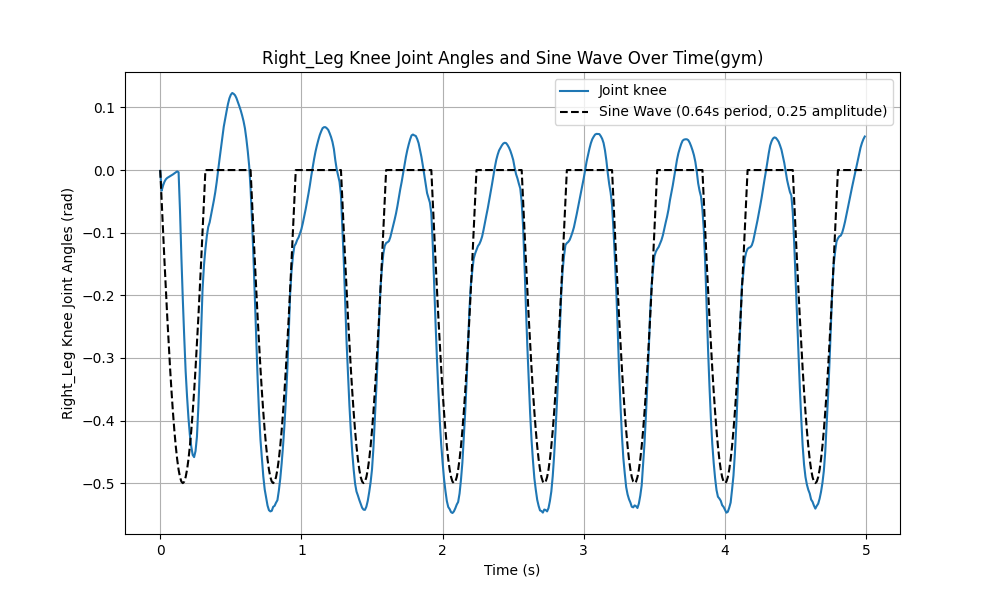 Right_Leg Knee Joint Angles and Sine Wave Over Time(gym)
Joint knee
Sine Wave (0.64s period, 0.25 amplitude)
Right_Leg Knee Joint Angles (rad)
0.1
0.0
−0.1
−0.2
−0.3
−0.4
−0.5
0 1 2 3 4 5
Time (s)